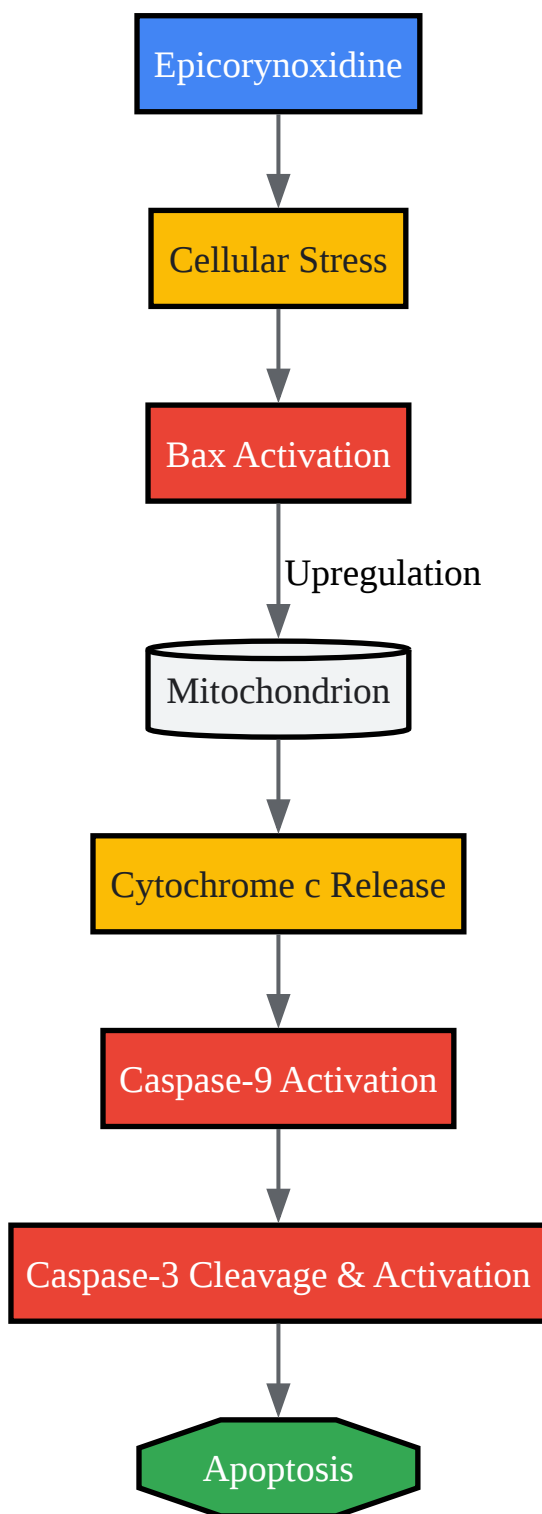 Epicorynoxidine
Cellular Stress
Bax Activation
Upregulation
Mitochondrion
Cytochrome c Release
Caspase-9 Activation
Caspase-3 Cleavage & Activation
Apoptosis